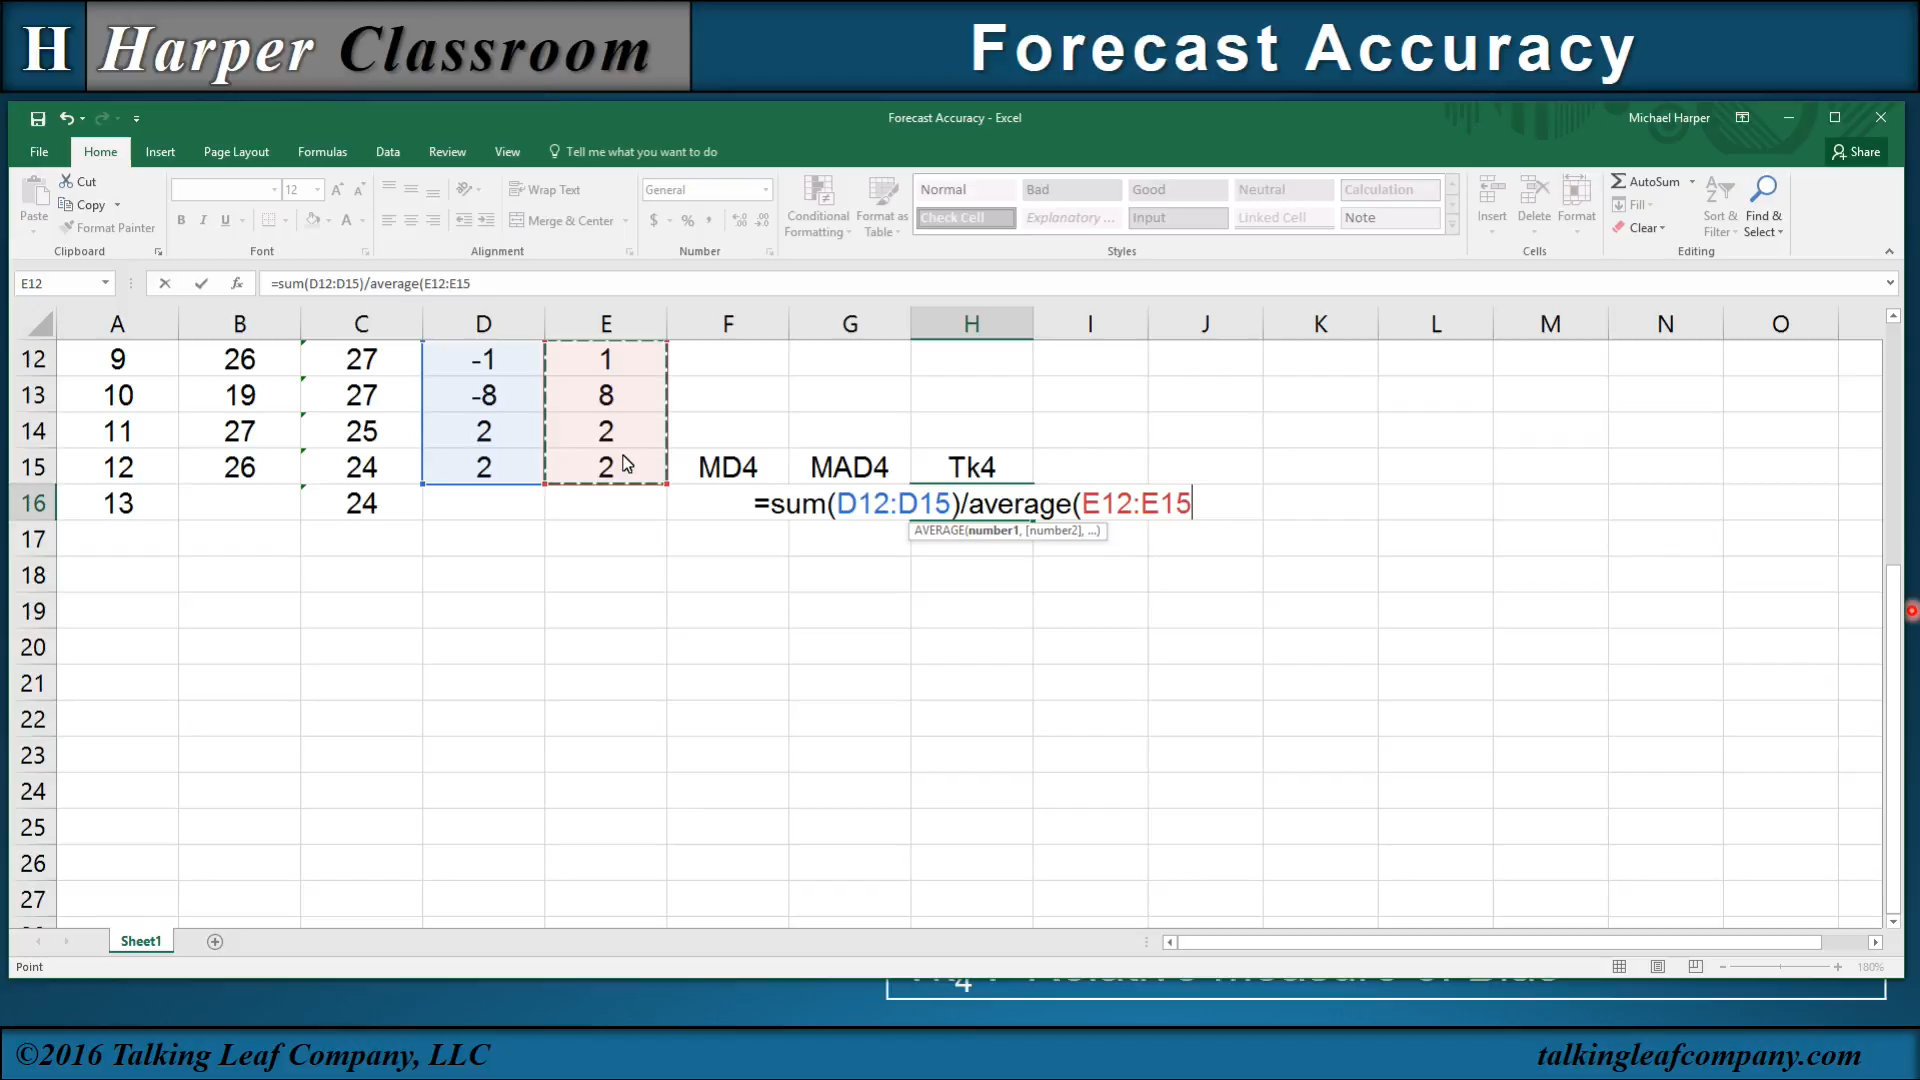 H Harper Classroom
Forecast Accuracy
Forecast Accuracy - Excel
Michael Harper
File Home Insert Page Layout Formulas Data Review View Tell me what you want to do Share
Paste
Cut
Copy
Format Painter
Clipboard
12
A A
B I U A
Font
Wrap Text
Merge & Center
Alignment
General
$ % ,
Number
Conditional Formatting
Format as Table
Normal Bad Good Neutral Calculation
Check Cell Explanatory ... Input Linked Cell Note
Styles
Insert Delete Format
Cells
AutoSum
Fill
Clear
Sort & Filter
Find & Select
Editing
E12 fx =sum(D12:D15)/average(E12:E15
A B C D E F G H I J K L M N O
12 9 26 27 -1 1
13 10 19 27 -8 8
14 11 27 25 2 2
15 12 26 24 2 2 MD4 MAD4 Tk4
16 13 24 =sum(D12:D15)/average(E12:E15
AVERAGE(number1, [number2], ...)
17
18
19
20
21
22
23
24
25
26
27
Sheet1
Point
180%
©2016 Talking Leaf Company, LLC
talkingleafcompany.com